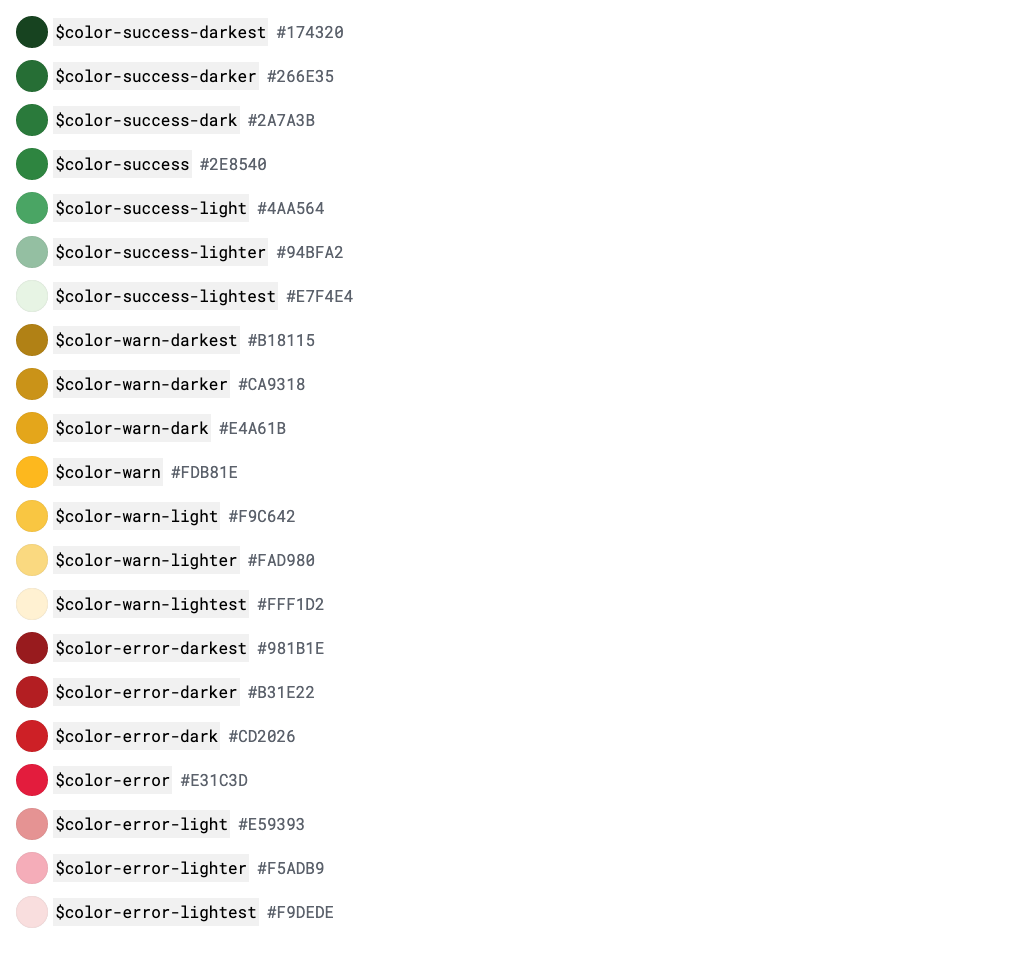 $color-success-darkest #174320
$color-success-darker #266E35
$color-success-dark #2A7A3B
$color-success #2E8540
$color-success-light #4AA564
$color-success-lighter #94BFA2
$color-success-lightest #E7F4E4
$color-warn-darkest #B18115
$color-warn-darker #CA9318
$color-warn-dark #E4A61B
$color-warn #FDB81E
$color-warn-light #F9C642
$color-warn-lighter #FAD980
$color-warn-lightest #FFF1D2
$color-error-darkest #981B1E
$color-error-darker #B31E22
$color-error-dark #CD2026
$color-error #E31C3D
$color-error-light #E59393
$color-error-lighter #F5ADB9
$color-error-lightest #F9DEDE